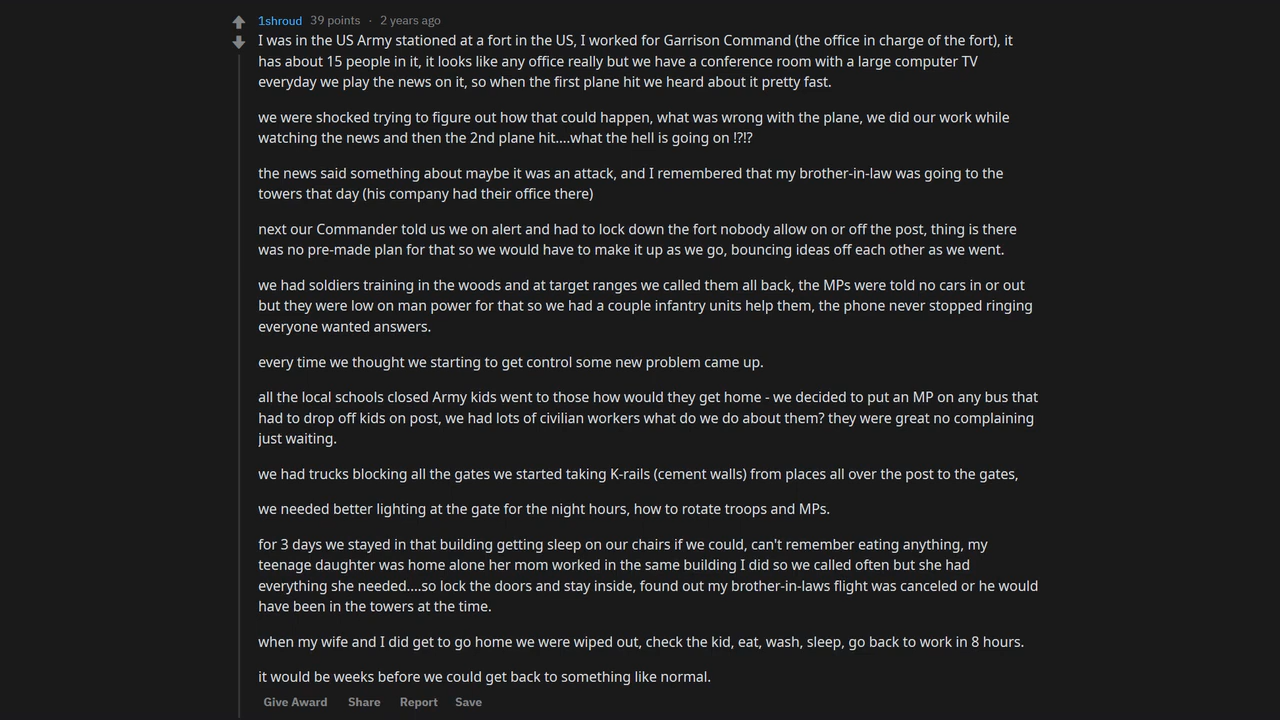 1shroud 39 points · 2 years ago
I was in the US Army stationed at a fort in the US, I worked for Garrison Command (the office in charge of the fort), it
has about 15 people in it, it looks like any office really but we have a conference room with a large computer TV
everyday we play the news on it, so when the first plane hit we heard about it pretty fast.
we were shocked trying to figure out how that could happen, what was wrong with the plane, we did our work while
watching the news and then the 2nd plane hit....what the hell is going on !?!?
the news said something about maybe it was an attack, and I remembered that my brother-in-law was going to the
towers that day (his company had their office there)
next our Commander told us we on alert and had to lock down the fort nobody allow on or off the post, thing is there
was no pre-made plan for that so we would have to make it up as we go, bouncing ideas off each other as we went.
we had soldiers training in the woods and at target ranges we called them all back, the MPs were told no cars in or out
but they were low on man power for that so we had a couple infantry units help them, the phone never stopped ringing
everyone wanted answers.
every time we thought we starting to get control some new problem came up.
all the local schools closed Army kids went to those how would they get home - we decided to put an MP on any bus that
had to drop off kids on post, we had lots of civilian workers what do we do about them? they were great no complaining
just waiting.
we had trucks blocking all the gates we started taking K-rails (cement walls) from places all over the post to the gates,
we needed better lighting at the gate for the night hours, how to rotate troops and MPs.
for 3 days we stayed in that building getting sleep on our chairs if we could, can't remember eating anything, my
teenage daughter was home alone her mom worked in the same building I did so we called often but she had
everything she needed....so lock the doors and stay inside, found out my brother-in-laws flight was canceled or he would
have been in the towers at the time.
when my wife and I did get to go home we were wiped out, check the kid, eat, wash, sleep, go back to work in 8 hours.
it would be weeks before we could get back to something like normal.
Give Award Share Report Save